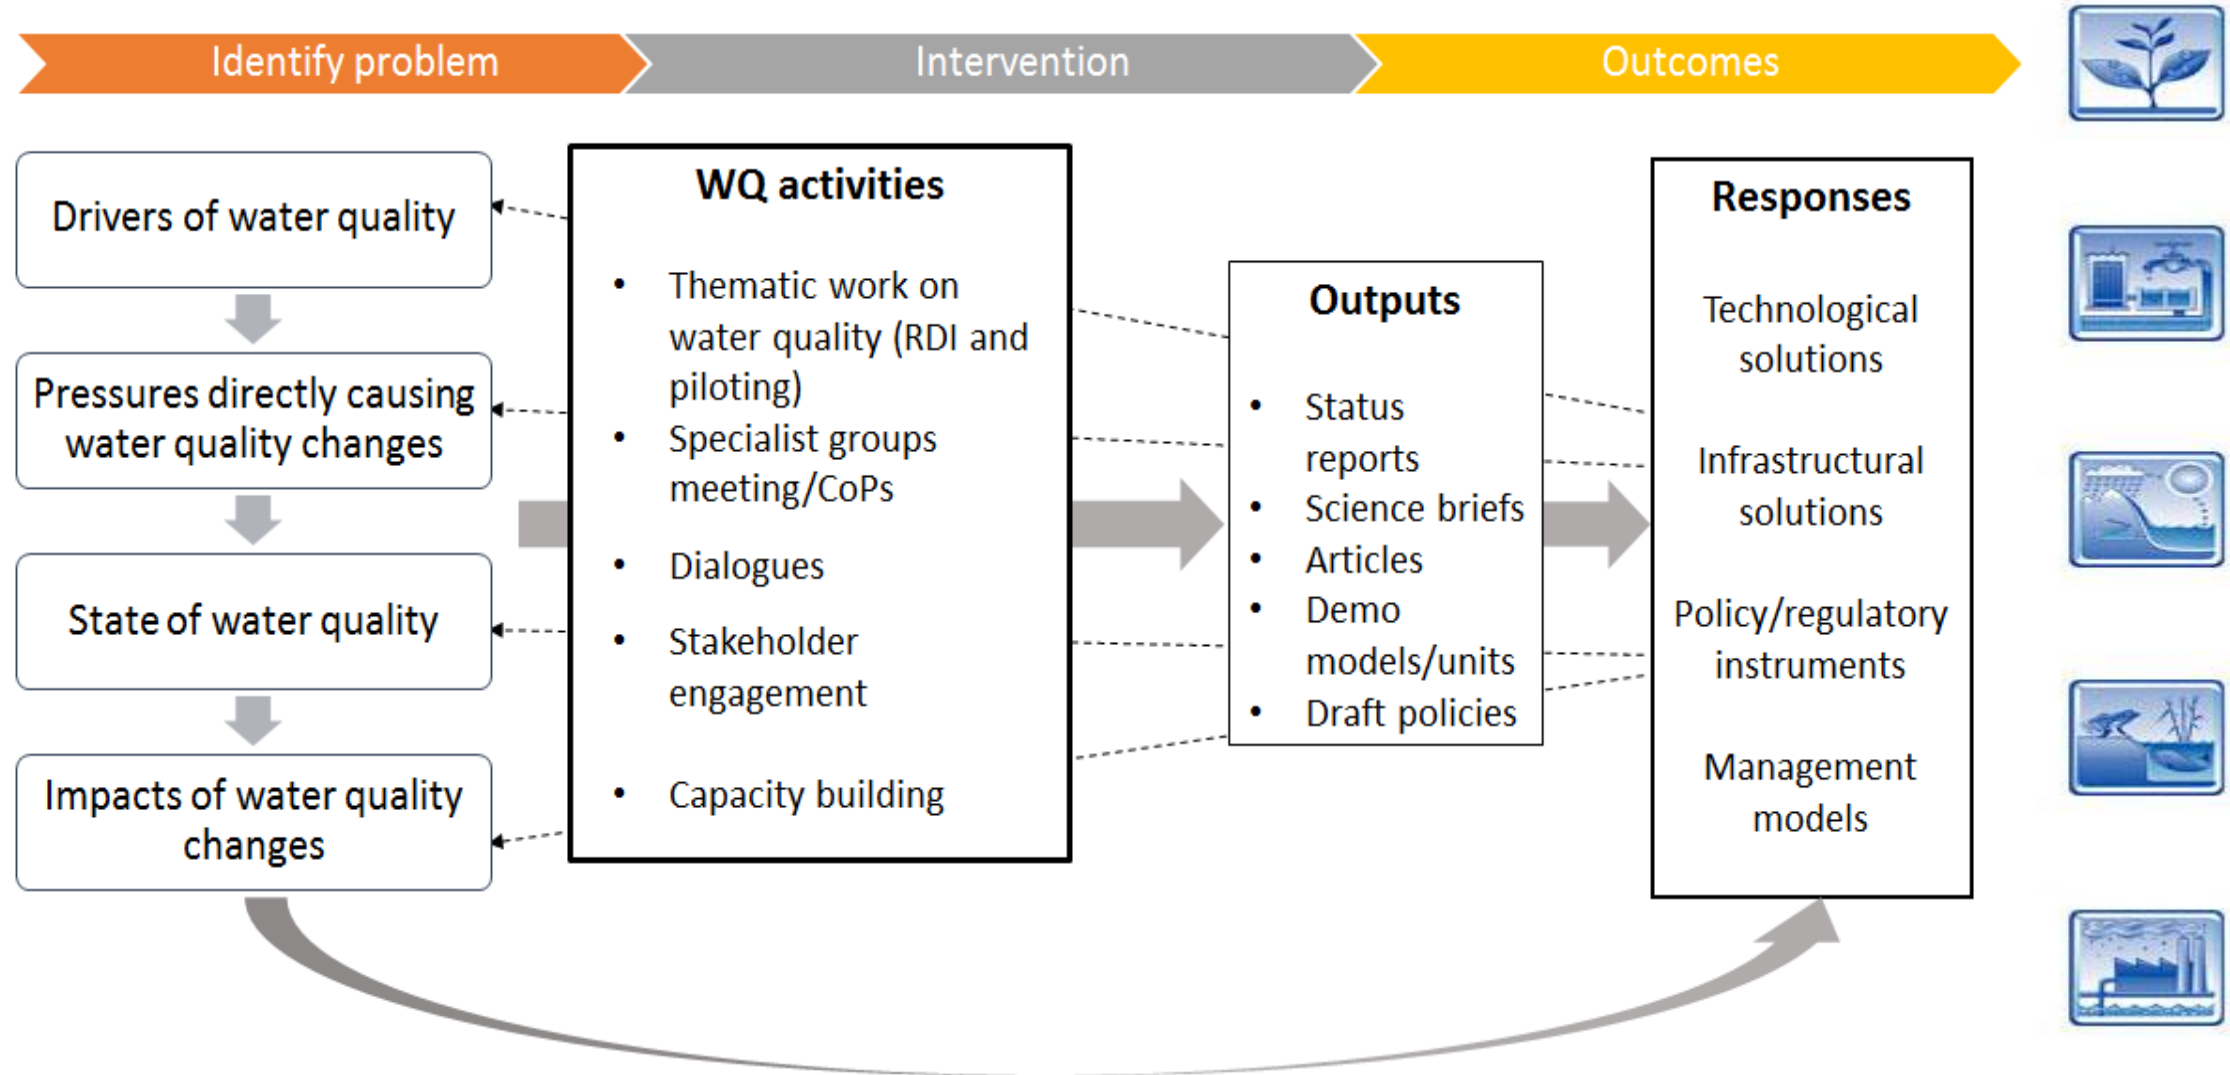 Identify problem
Intervention
Outcomes
Drivers of water quality
Pressures directly causing
water quality changes
State of water quality
Impacts of water quality
changes
WQ activities
• Thematic work on
water quality (RDI and
piloting)
• Specialist groups
meeting/CoPs
• Dialogues
• Stakeholder
engagement
• Capacity building
Outputs
• Status
reports
• Science briefs
• Articles
• Demo
models/units
• Draft policies
Responses
Technological
solutions
Infrastructural
solutions
Policy/regulatory
instruments
Management
models